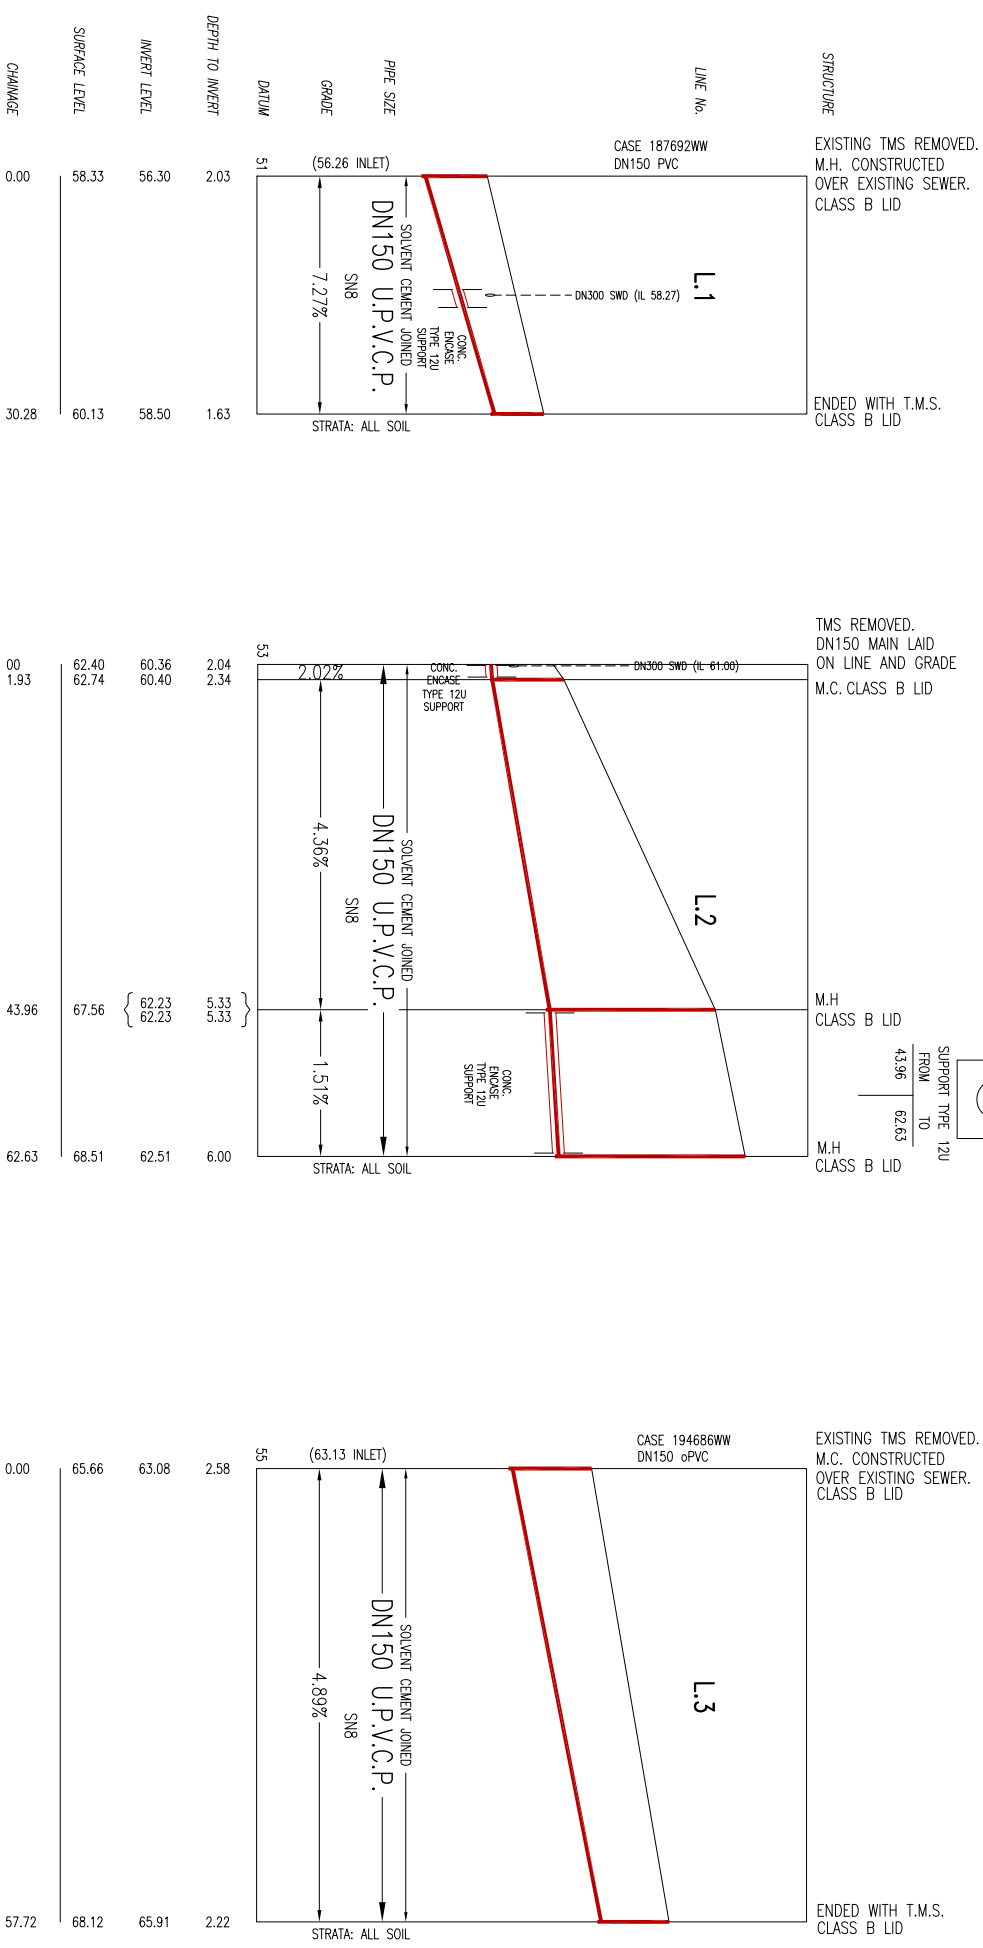 STRUCTURE
LINE No.
PIPE SIZE
GRADE
DATUM
DEPTH TO INVERT
INVERT LEVEL
SURFACE LEVEL
CHAINAGE
EXISTING TMS REMOVED.
M.H. CONSTRUCTED
OVER EXISTING SEWER.
CLASS B LID
CASE 187692WW
DN150 PVC
(56.26 INLET)
51
2.03
56.30
58.33
0.00
L.1
DN300 SWD (IL 58.27)
CONC.
ENCASE
TYPE 12U
SUPPORT
SOLVENT CEMENT JOINED
DN150 U.P.V.C.P.
SN8
7.27%
ENDED WITH T.M.S.
CLASS B LID
STRATA: ALL SOIL
1.63
58.50
60.13
30.28
TMS REMOVED.
DN150 MAIN LAID
ON LINE AND GRADE
M.C. CLASS B LID
53
2.04
60.36
62.40
00
2.34
60.40
62.74
1.93
DN300 SWD (IL 61.00)
CONC.
ENCASE
TYPE 12U
SUPPORT
2.02%
L.2
SOLVENT CEMENT JOINED
DN150 U.P.V.C.P.
SN8
4.36%
M.H
CLASS B LID
5.33
5.33
62.23
62.23
67.56
43.96
SUPPORT TYPE 12U
FROM TO
43.96 62.63
CONC.
ENCASE
TYPE 12U
SUPPORT
1.51%
M.H
CLASS B LID
STRATA: ALL SOIL
6.00
62.51
68.51
62.63
EXISTING TMS REMOVED.
M.C. CONSTRUCTED
OVER EXISTING SEWER.
CLASS B LID
CASE 194686WW
DN150 oPVC
(63.13 INLET)
55
2.58
63.08
65.66
0.00
L.3
SOLVENT CEMENT JOINED
DN150 U.P.V.C.P.
SN8
4.89%
ENDED WITH T.M.S.
CLASS B LID
STRATA: ALL SOIL
2.22
65.91
68.12
57.72